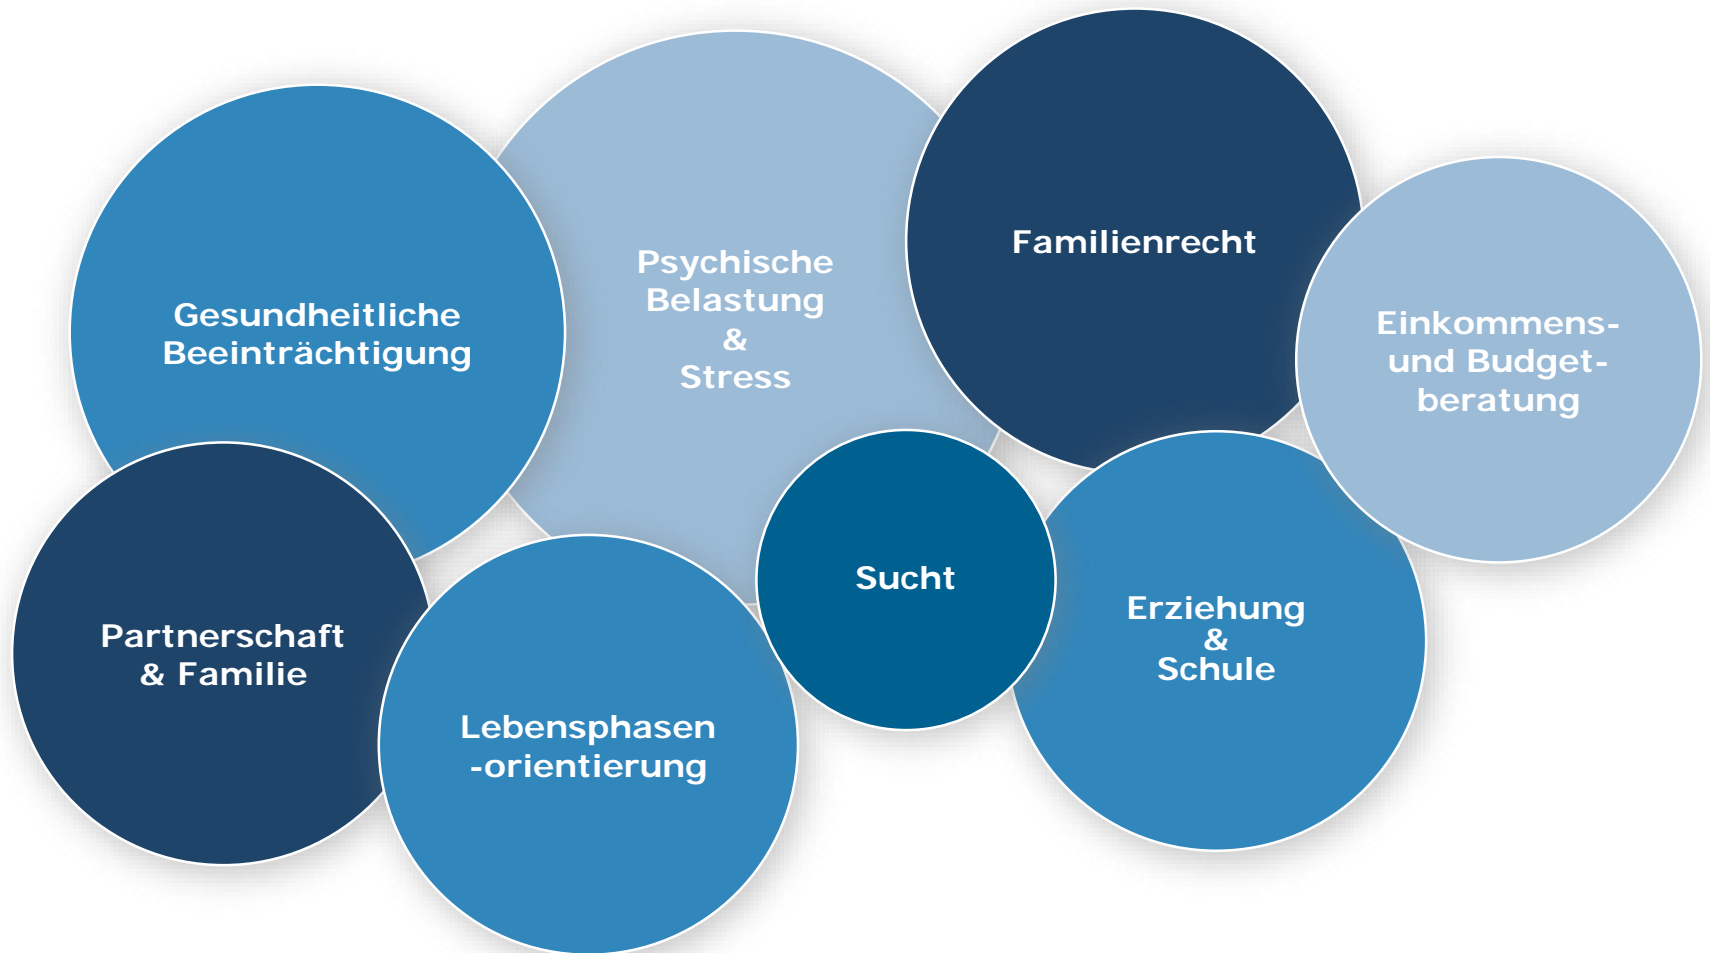 Gesundheitliche
Beeinträchtigung
Psychische
Belastung
&
Stress
Familienrecht
Einkommens-
und Budget-
beratung
Partnerschaft
& Familie
Lebensphasen
-orientierung
Sucht
Erziehung
&
Schule